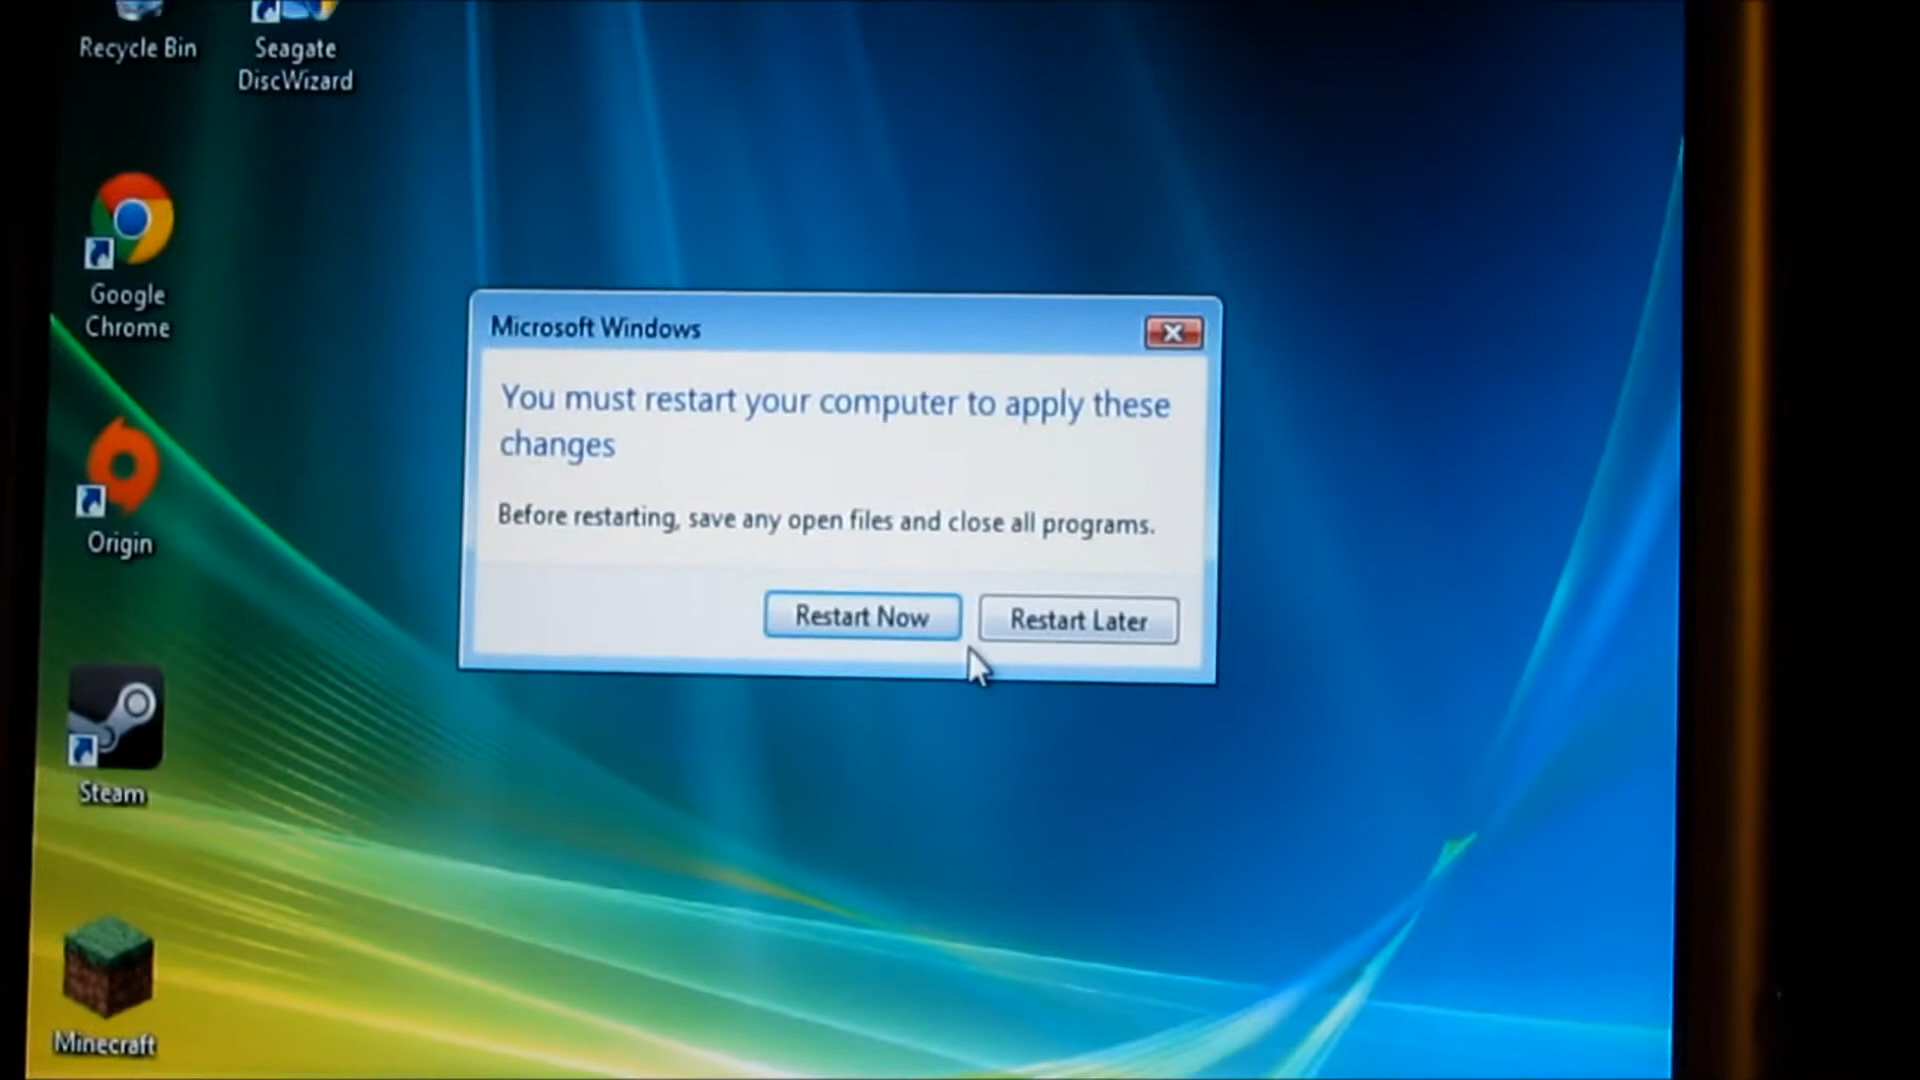 Recycle Bin
Seagate
DiscWizard
Google
Chrome
Origin
Steam
Minecraft
Microsoft Windows
You must restart your computer to apply these
changes
Before restarting, save any open files and close all programs.
Restart Now
Restart Later